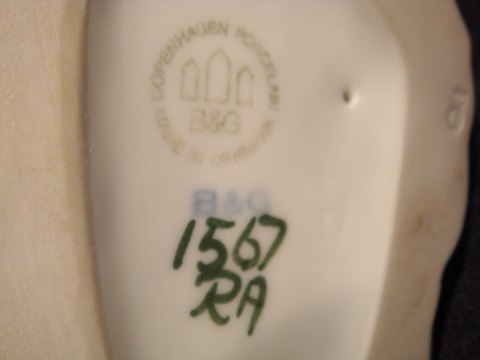 COPENHAGEN PORCELAIN
B&G
MADE IN DENMARK
B&G
1567
RA